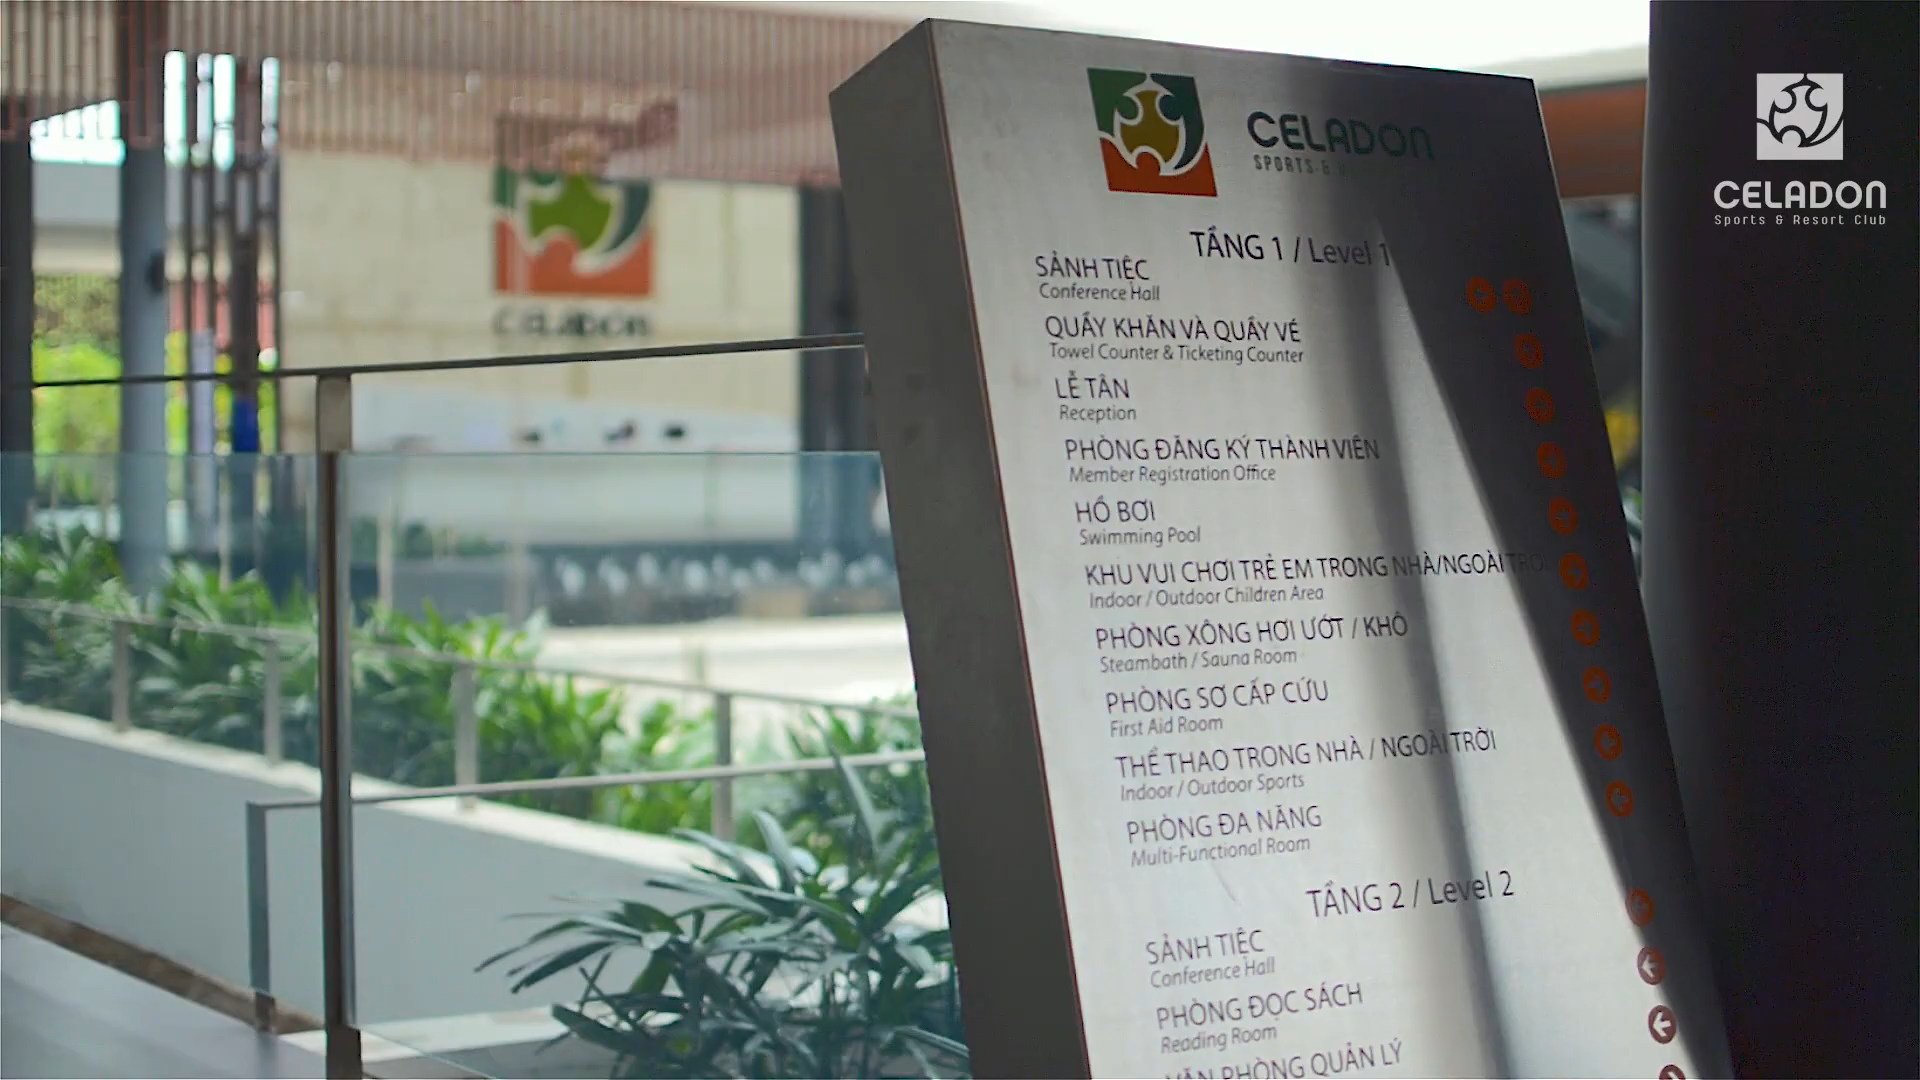 CELADON
SPORTS &
TẦNG 1 / Level 1
SẢNH TIỆC
Conference Hall
QUẦY KHĂN VÀ QUẦY VÉ
Towel Counter & Ticketing Counter
LỄ TÂN
Reception
PHÒNG ĐĂNG KÝ THÀNH VIÊN
Member Registration Office
HỒ BƠI
Swimming Pool
KHU VUI CHƠI TRẺ EM TRONG NHÀ/NGOÀI TRỜI
Indoor / Outdoor Children Area
PHÒNG XÔNG HƠI ƯỚT / KHÔ
Steambath / Sauna Room
PHÒNG SƠ CẤP CỨU
First Aid Room
THỂ THAO TRONG NHÀ / NGOÀI TRỜI
Indoor / Outdoor Sports
PHÒNG ĐA NĂNG
Multi-Functional Room
TẦNG 2 / Level 2
SẢNH TIỆC
Conference Hall
PHÒNG ĐỌC SÁCH
Reading Room
VĂN PHÒNG QUẢN LÝ
CELADON
CELADON
Sports & Resort Club